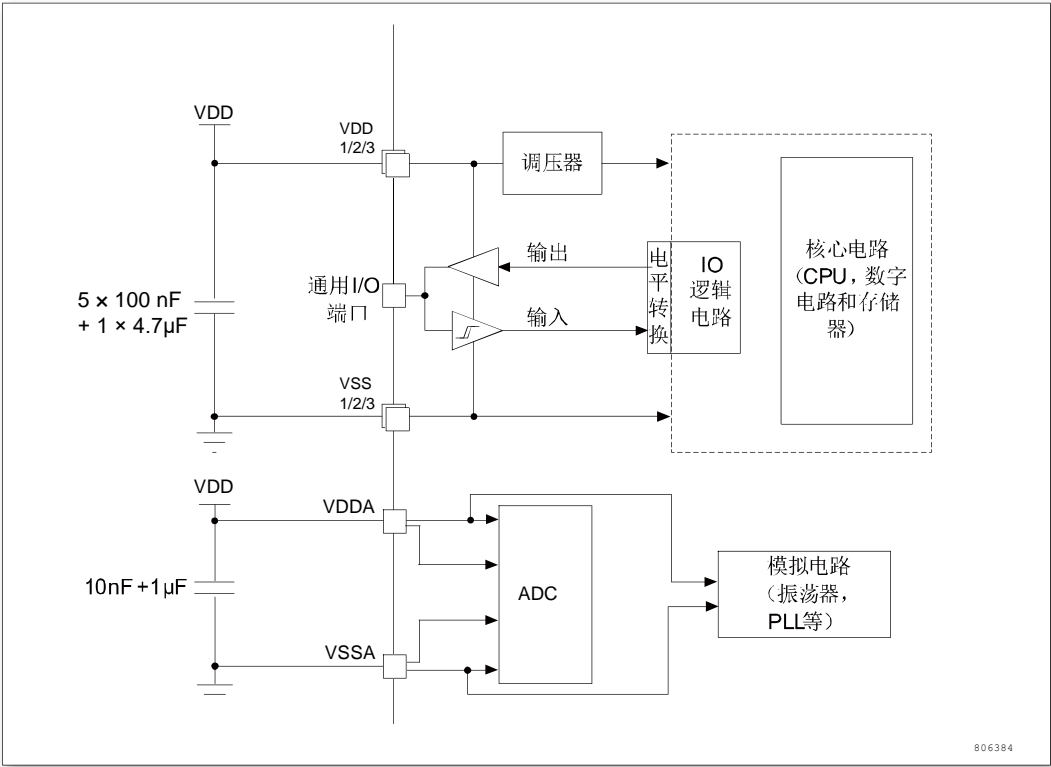 VDD
VDD
1/2/3
调压器
输出
电平转换
IO
逻辑
电路
核心电路
（CPU，数字
电路和存储
器）
通用I/O
端口
5 × 100 nF
+ 1 × 4.7µF
输入
VSS
1/2/3
VDD
VDDA
10nF+1µF
ADC
模拟电路
（振荡器，
PLL等）
VSSA
806384